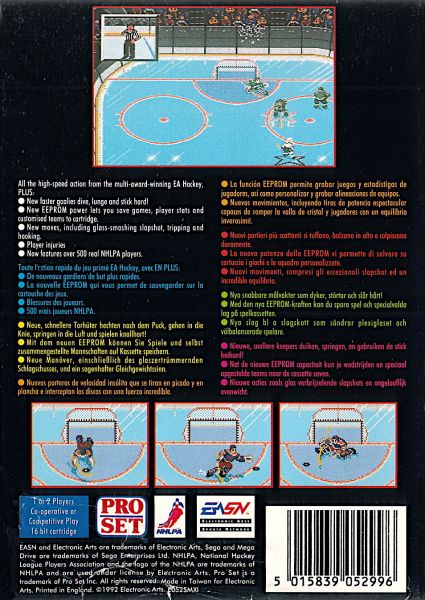 All the high-speed action from the multi-award-winning EA Hockey,
PLUS:
● New faster goalies dive, lunge and stick hard!
● New EEPROM power lets you save games, player stats and
customised teams to cartridge.
● New moves, including glass-smashing slapshot, tripping and
hooking.
● Player injuries
● Now features over 500 real NHLPA players.
Toute l'action rapide du jeu primé EA Hockey, avec EN PLUS:
● De nouveaux gardiens de but plus rapides.
● La nouvelle EEPROM qui vous permet de sauvegarder sur la
cartouche des jeux.
● Blessures des joueurs.
● 500 vrais joueurs NHLPA.
● Neue, schnellere Torhüter hechten nach dem Puck, gehen in die
Knie, springen in die Luft und spielen knallhart!
● Mit dem neuen EEPROM können Sie Spiele und selbst
zusammengestellte Mannschaften auf Kassette speichern.
● Neue Manöver, einschließlich des glaszertrümmernden
Schlagschusses, und ein sagenhafter Gleichgewichtssinn.
● Nuevos porteros de velocidad insólita que se tiran en picado y en
plancha e interceptan los discos con una fuerza increible.
● La función EEPROM permite grabar juegos y estadísticas de
jugadores, así como personalizar y grabar alineaciones de equipos.
● Nuevos movimientos, incluyendo tiros de potencia espectacular
capaces de romper la valla de cristal y jugadores con un equilibrio
inverosimil.
● Nuovi portieri più scattanti si tuffano, balzano in alto e colpiscono
duramente.
● La nuova potenza della EEPROM vi permette di salvare su
cartuccia i giochi e le squadre personalizzate.
● Nuovi movimenti, compresi gli eccezionali slapshot ed un
incredibile equilibrio.
● Nya snabbare målvakter som dyker, störtar och slår hårt!
● Med den nya EEPROM-kraften kan du spara spel och specialvalda
lag på spelkassetten.
● Nya slag bl a slagskott som söndrar plexiglaset och
välbalanserade spelare.
● Nieuwe, snellere keepers duiken, springen, en gebruiken de stick
keihard!
● Met de nieuwe EEPROM capaciteit kun je wedstrijden en speciaal
opgestelde teams naar de cassette saven.
● Nieuwe acties zoals glas verbrijzelende slapshots en ongelooflijk
evenwicht.
1 or 2 Players
Co-operative or
Competitive Play
16 bit cartridge
PRO
SET
NHLPA
EASN
Electronic Arts
Sports Network
EASN and Electronic Arts are trademarks of Electronic Arts, Sega and Mega
Drive are trademarks of Sega Enterprises Ltd. NHLPA, National Hockey
League Players Association and the logo of the NHLPA are trademarks of
NHLPA and are used under license by Electronic Arts. Pro Set is a
trademark of Pro Set Inc. All rights reserved. Made in Taiwan for Electronic
Arts. Printed in England. ©1992 Electronic Arts. E052SMXI
5 015839 052996